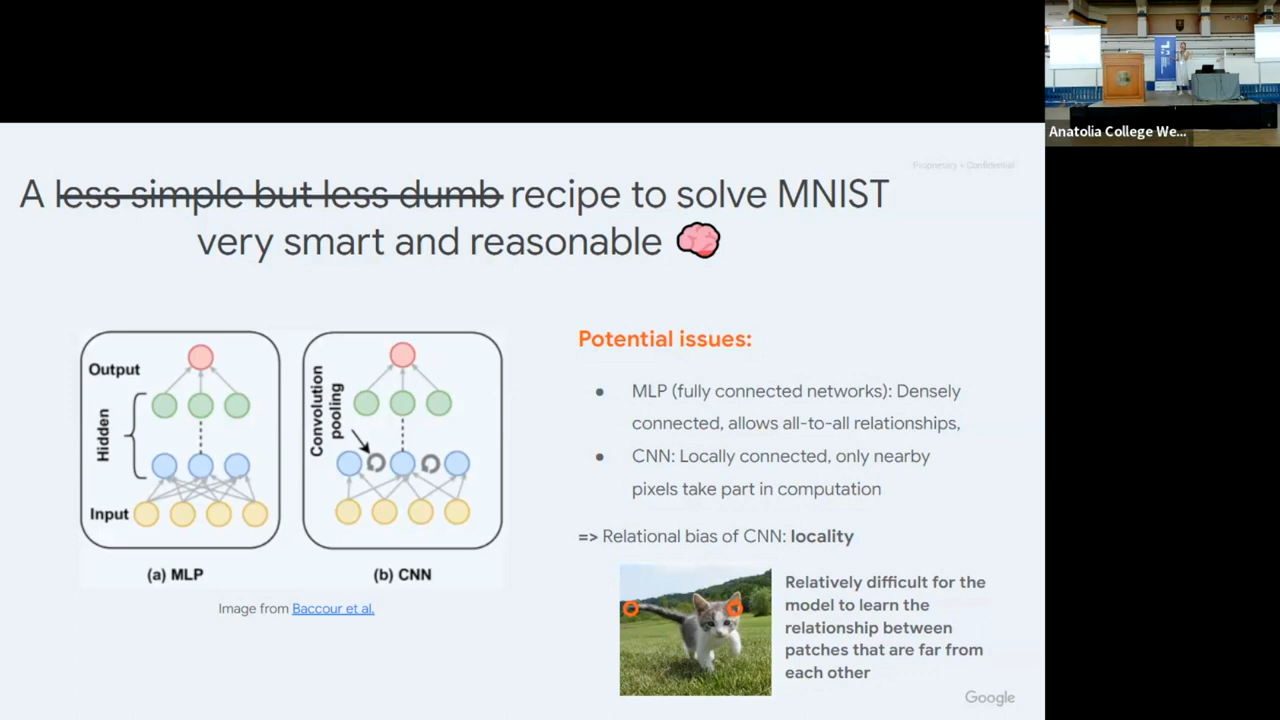 Anatolia College We...
Proprietary + Confidential
A less simple but less dumb recipe to solve MNIST
very smart and reasonable
Potential issues:
Output
Hidden
Input
(a) MLP
Convolution
pooling
(b) CNN
Image from Baccour et al.
● MLP (fully connected networks): Densely
connected, allows all-to-all relationships,
● CNN: Locally connected, only nearby
pixels take part in computation
=> Relational bias of CNN: locality
Relatively difficult for the
model to learn the
relationship between
patches that are far from
each other
Google